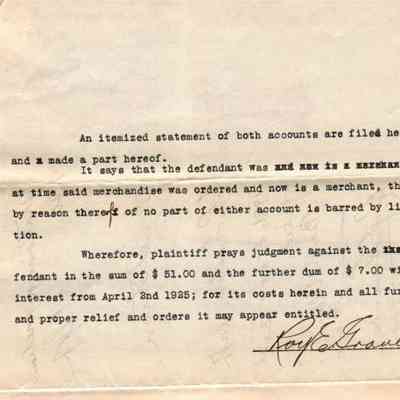 An itemized statement of both accounts are filed he
and a made a part hereof.
It says that the defendant was and now is a merchan
at time said merchandise was ordered and now is a merchant, th
by reason thereof of no part of either account is barred by li
tion.
Wherefore, plaintiff prays judgment against the
fendant in the sum of $ 51.00 and the further dum of $ 7.00 wi
interest from April 2nd 1925; for its costs herein and all fur
and proper relief and orders it may appear entitled.
Roy E. Grave